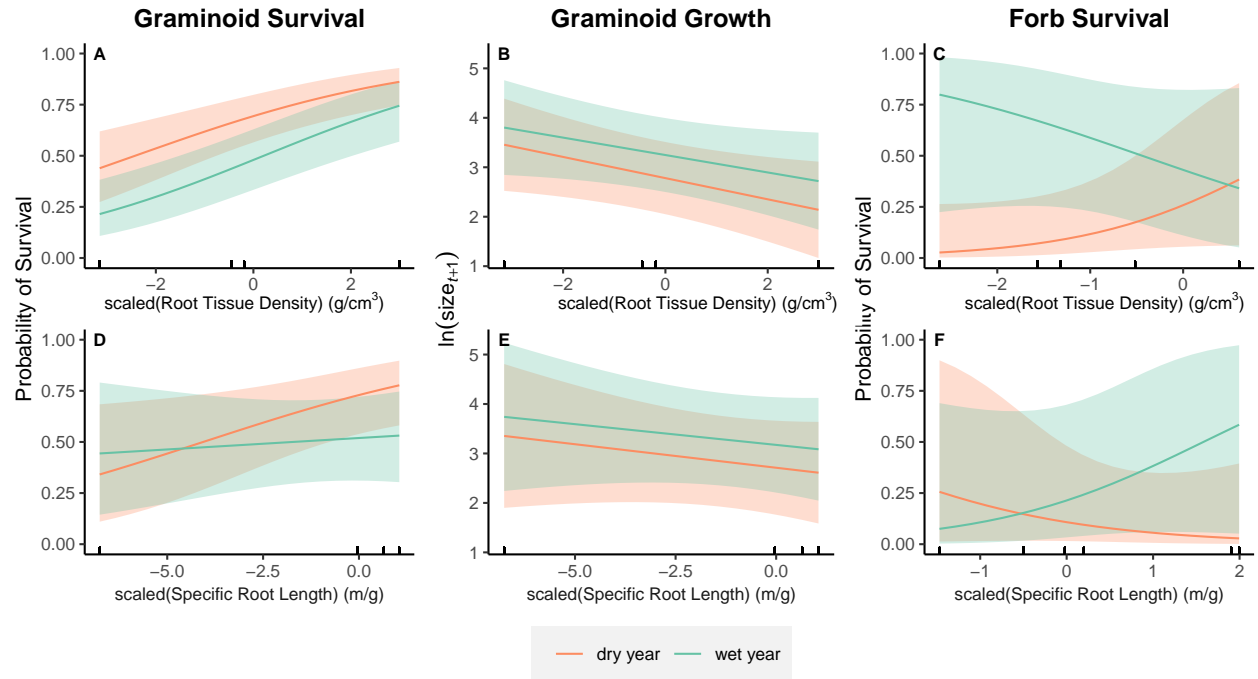 Graminoid Survival
Graminoid Growth
Forb Survival
A
1.00
0.75
0.50
0.25
0.00
−2
0
2
scaled(Root Tissue Density) (g/cm³)
B
5
4
3
2
1
−2
0
2
scaled(Root Tissue Density) (g/cm³)
C
1.00
0.75
0.50
0.25
0.00
−2
−1
0
scaled(Root Tissue Density) (g/cm³)
Probability of Survival
ln(sizeₜ₊₁)
Probability of Survival
D
1.00
0.75
0.50
0.25
0.00
−5.0
−2.5
0.0
scaled(Specific Root Length) (m/g)
E
5
4
3
2
1
−5.0
−2.5
0.0
scaled(Specific Root Length) (m/g)
F
1.00
0.75
0.50
0.25
0.00
−1
0
1
2
scaled(Specific Root Length) (m/g)
dry year
wet year